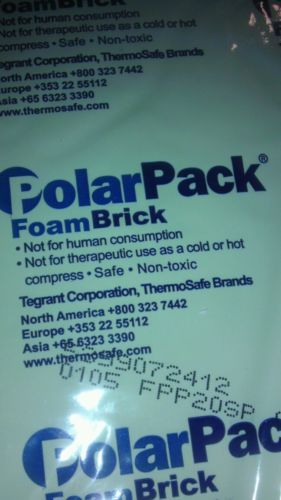 FoamBrick
Not for human consumption
Not for therapeutic use as a cold or hot
compress • Safe • Non-toxic
Tegrant Corporation, ThermoSafe Brands
North America +800 323 7442
Europe +353 22 55112
Asia +65 6323 3390
www.thermosafe.com
PolarPack®
FoamBrick
• Not for human consumption
• Not for therapeutic use as a cold or hot
compress • Safe • Non-toxic
Tegrant Corporation, ThermoSafe Brands
North America +800 323 7442
Europe +353 22 55112
Asia +65 6323 3390
www.thermosafe.com
0105 FPP20SP
PolarPac
FoamBrick